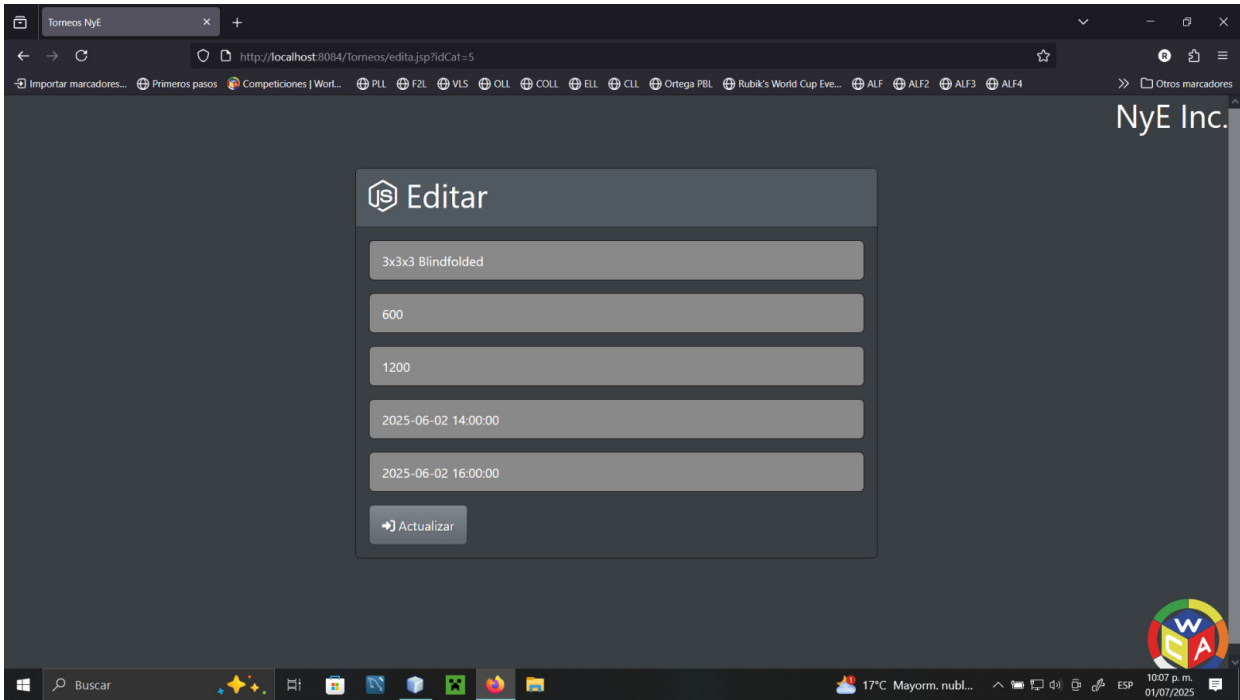 Torneos NyE
http://localhost:8084/Torneos/edita.jsp?idCat=5
R
Importar marcadores... Primeros pasos Competiciones | Worl... PLL F2L VLS OLL COLL ELL CLL Ortega PBL Rubik's World Cup Eve... ALF ALF2 ALF3 ALF4 Otros marcadores
NyE Inc.
JS Editar
3x3x3 Blindfolded
600
1200
2025-06-02 14:00:00
2025-06-02 16:00:00
Actualizar
WCA
Buscar
17°C Mayorm. nubl... ESP
10:07 p. m.
01/07/2025